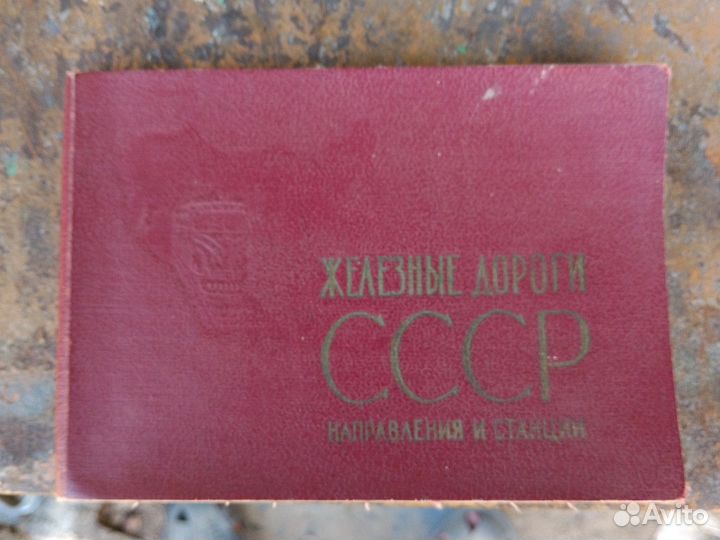 ЖЕЛЕЗНЫЕ ДОРОГИ
СССР
НАПРАВЛЕНИЯ И СТАНЦИИ
Avito